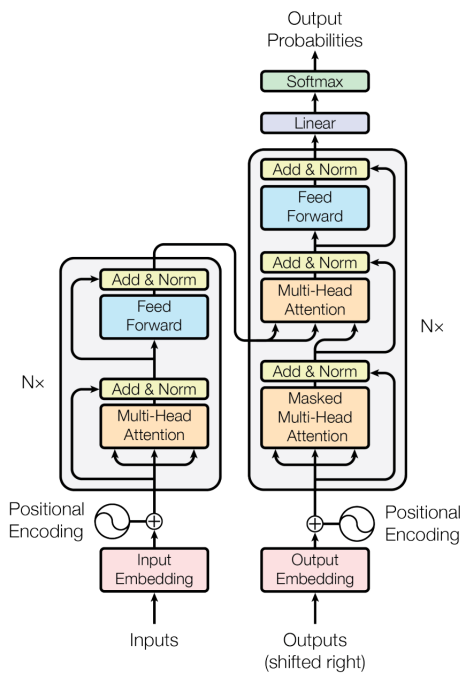 Output
Probabilities
Softmax
Linear
Add & Norm
Feed
Forward
Add & Norm
Multi-Head
Attention
Add & Norm
Masked
Multi-Head
Attention
N×
Positional
Encoding
Output
Embedding
Outputs
(shifted right)
Add & Norm
Feed
Forward
Add & Norm
Multi-Head
Attention
N×
Positional
Encoding
Input
Embedding
Inputs